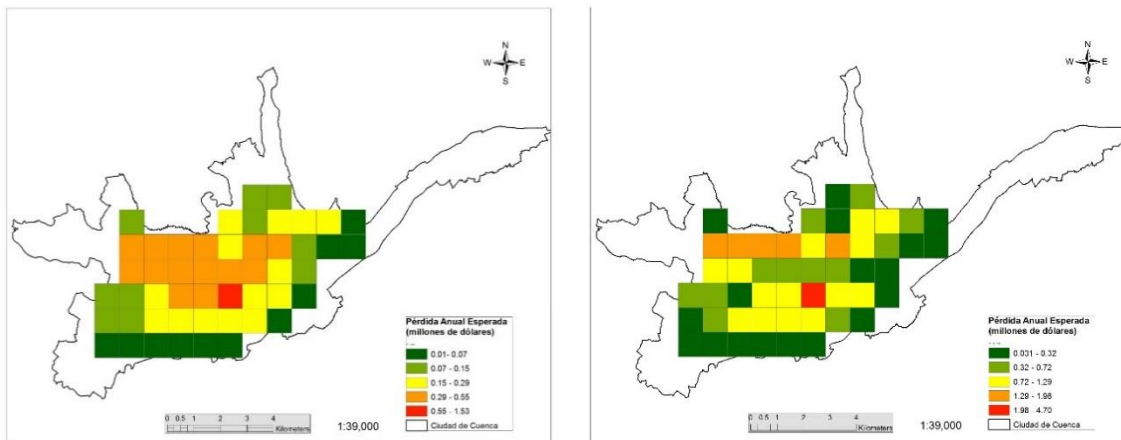 N
W E
S
Pérdida Anual Esperada
(millones de dólares)
0.01- 0.07
0.07 - 0.15
0.15 - 0.29
0.29 - 0.55
0.55 - 1.53
Ciudad de Cuenca
0 0.5 1 2 3 4
Kilometers
1:39,000
N
W E
S
Pérdida Anual Esperada
(millones de dólares)
0.031 - 0.32
0.32 - 0.72
0.72 - 1.29
1.29 - 1.98
1.98 - 4.70
Ciudad de Cuenca
0 0.5 1 2 3 4
Kilometers
1:39,000